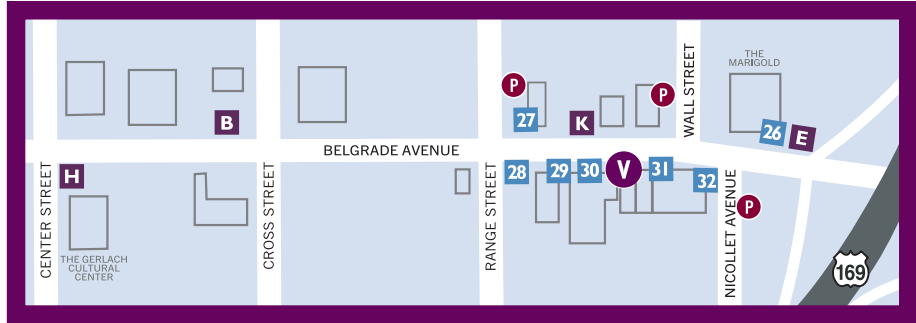 THE
MARIGOLD
P
P
27
K
26
E
B
WALL STREET
BELGRADE AVENUE
H
28
29
30
V
31
32
P
CENTER STREET
CROSS STREET
RANGE STREET
NICOLLET AVENUE
THE GERLACH
CULTURAL
CENTER
169